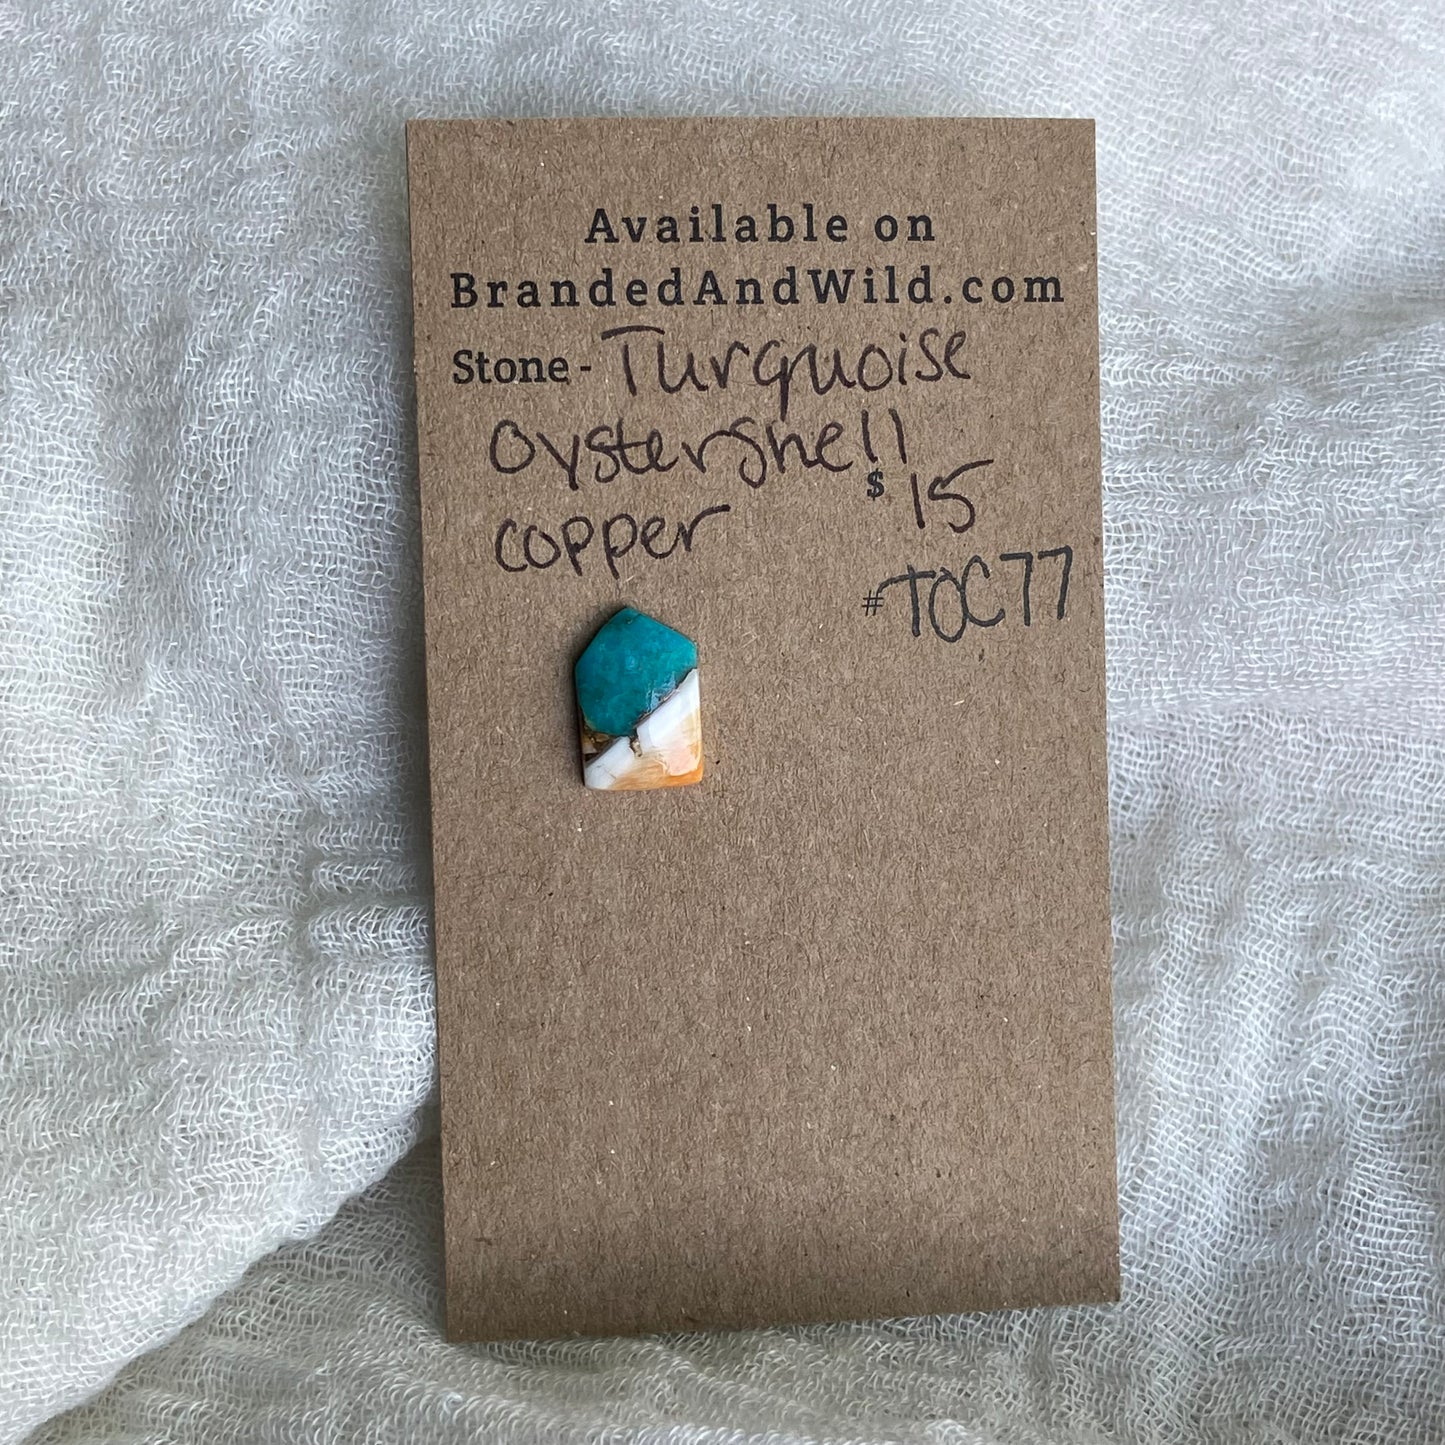 Available on
BrandedAndWild.com
Stone - Turquoise
oystershell
$ 15
copper
# TOC77